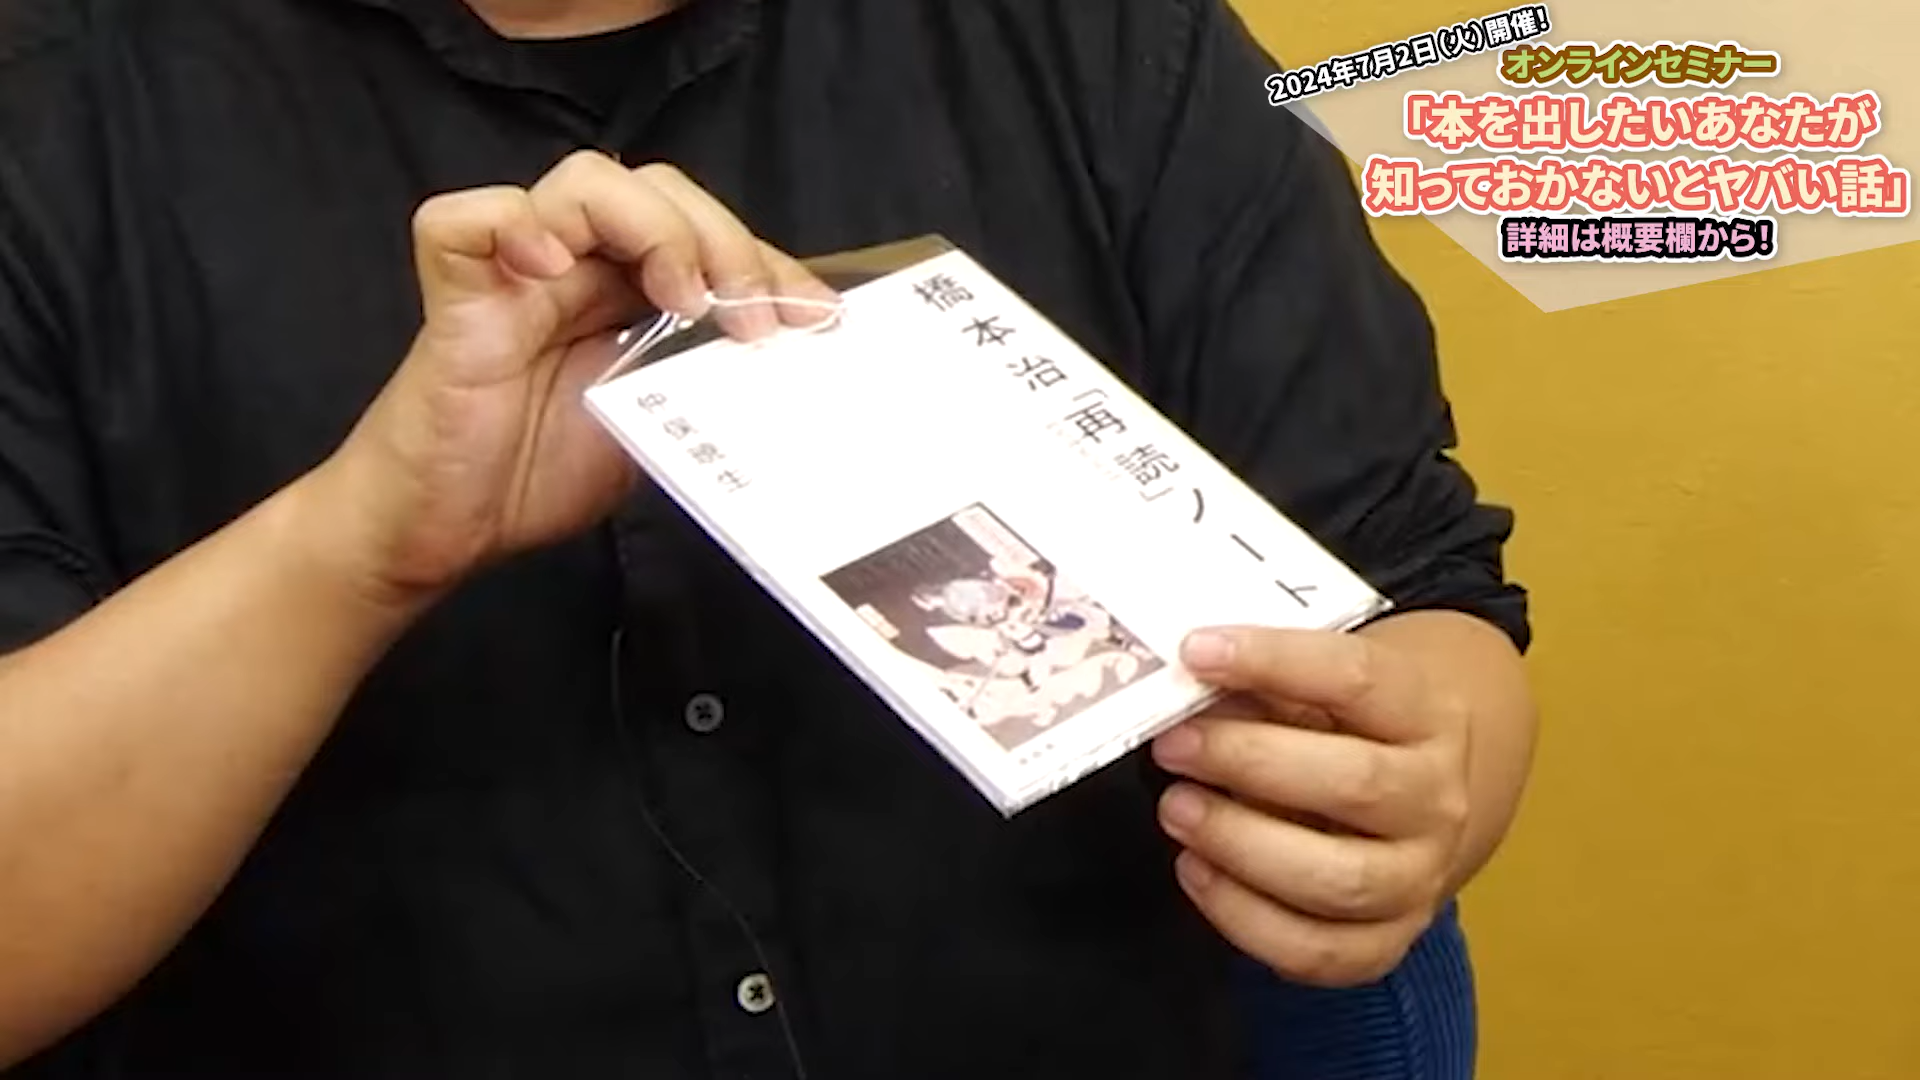 2024年7月2日(火)開催!
オンラインセミナー
「本を出したいあなたが
知っておかないとヤバい話」
詳細は概要欄から!
橋本治「再読」ノート
仲俣暁生